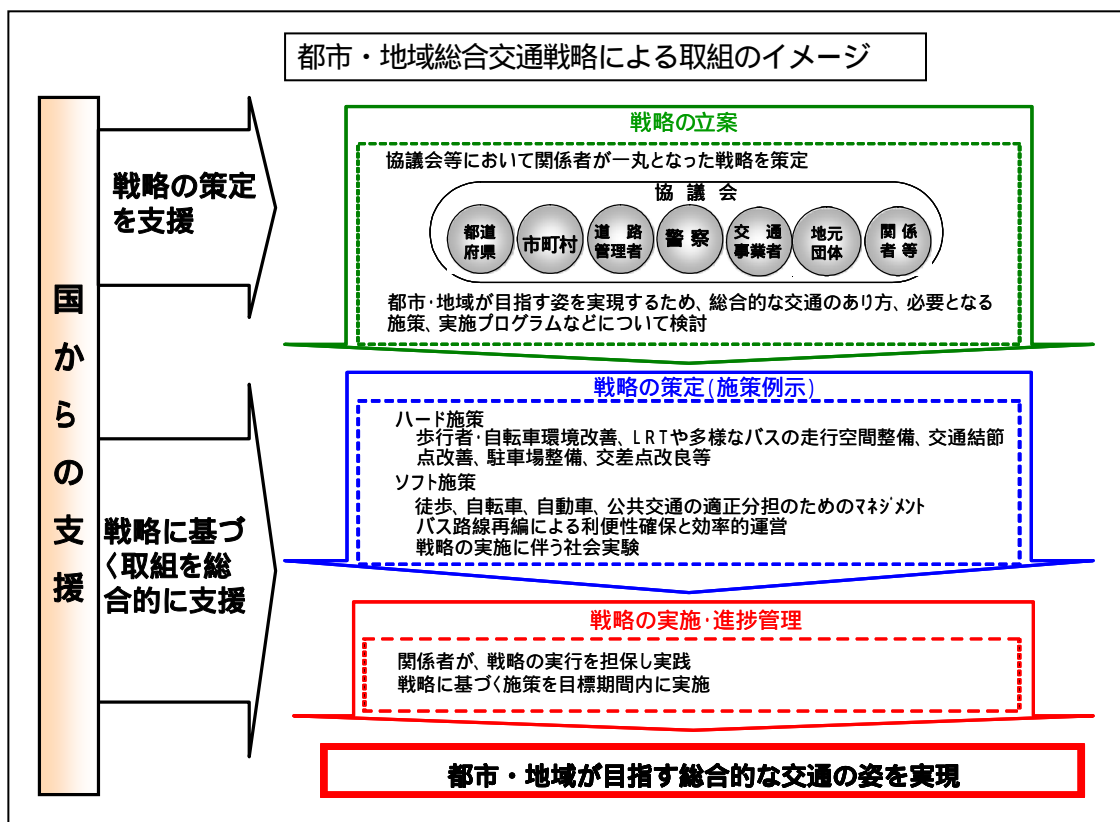 都市・地域総合交通戦略による取組のイメージ
国からの支援
戦略の策定
を支援
戦略に基づ
く取組を総
合的に支援
戦略の立案
協議会等において関係者が一丸となった戦略を策定
協議会
都道
府県
市町村
道路
管理者
警察
交通
事業者
地元
団体
関係
者等
都市・地域が目指す姿を実現するため、総合的な交通のあり方、必要となる
施策、実施プログラムなどについて検討
戦略の策定(施策例示)
ハード施策
歩行者・自転車環境改善、LRTや多様なバスの走行空間整備、交通結節
点改善、駐車場整備、交差点改良等
ソフト施策
徒歩、自転車、自動車、公共交通の適正分担のためのマネジメント
バス路線再編による利便性確保と効率的運営
戦略の実施に伴う社会実験
戦略の実施・進捗管理
関係者が、戦略の実行を担保し実践
戦略に基づく施策を目標期間内に実施
都市・地域が目指す総合的な交通の姿を実現